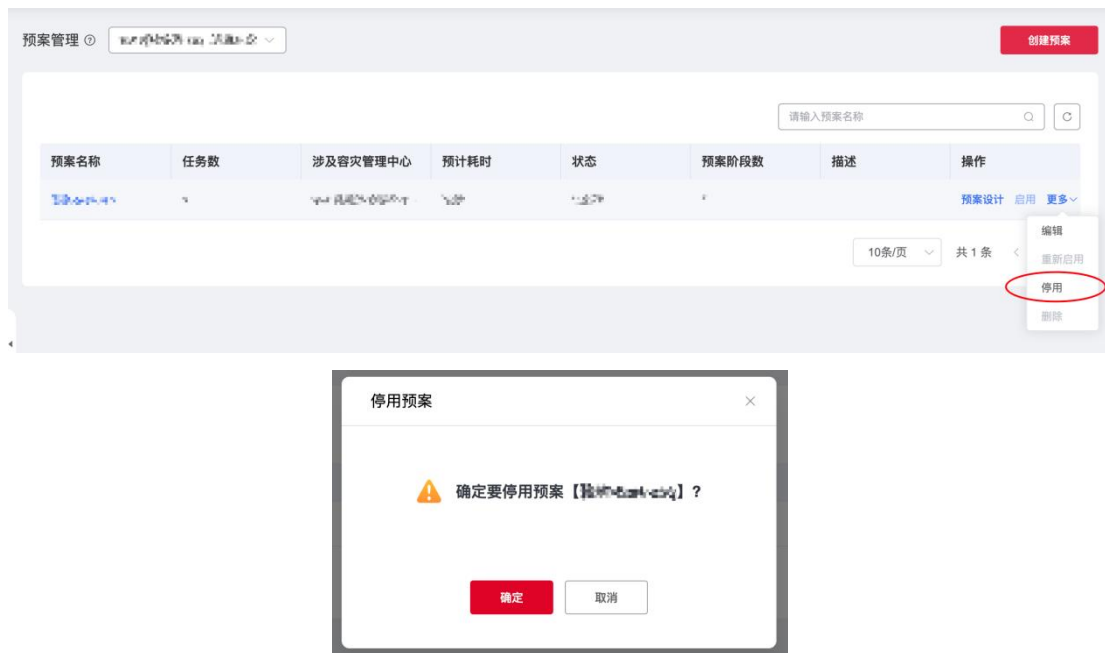 预案管理
创建预案
请输入预案名称
预案名称 任务数 涉及容灾管理中心 预计耗时 状态 预案阶段数 描述 操作
预案设计 启用 更多
编辑
10条/页 共 1 条
重新启用
停用
删除
停用预案
确定要停用预案【】?
确定 取消